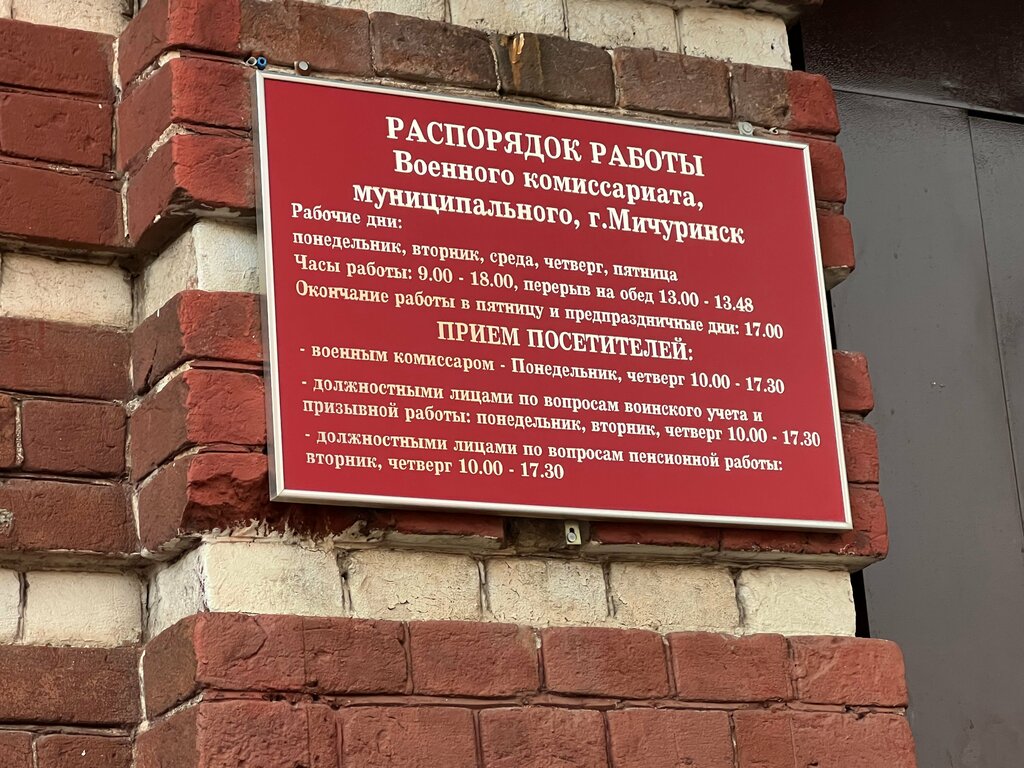 РАСПОРЯДОК РАБОТЫ
Военного комиссариата,
муниципального, г.Мичуринск
Рабочие дни:
понедельник, вторник, среда, четверг, пятница
Часы работы: 9.00 - 18.00, перерыв на обед 13.00 - 13.48
Окончание работы в пятницу и предпраздничные дни: 17.00
ПРИЕМ ПОСЕТИТЕЛЕЙ:
- военным комиссаром - Понедельник, четверг 10.00 - 17.30
- должностными лицами по вопросам воинского учета и
призывной работы: понедельник, вторник, четверг 10.00 - 17.30
- должностными лицами по вопросам пенсионной работы:
вторник, четверг 10.00 - 17.30